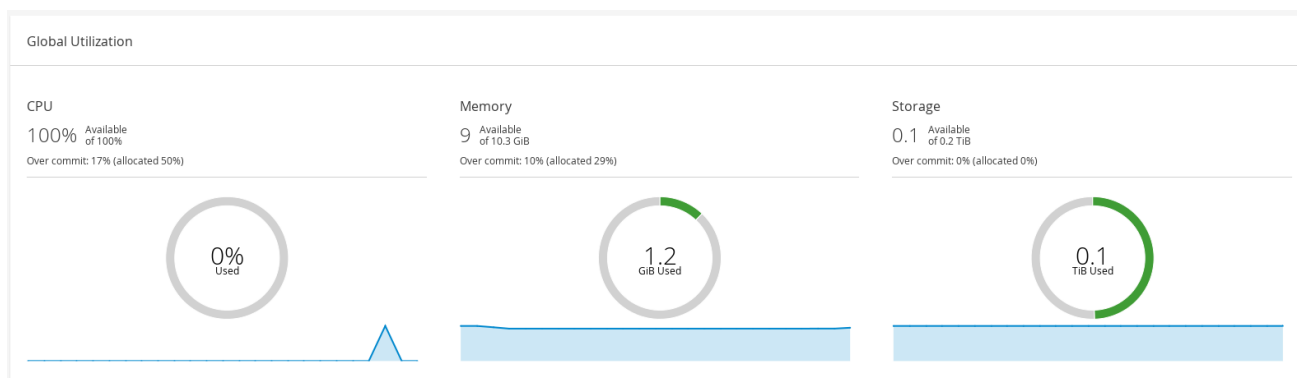 Global Utilization
CPU
100% Available
of 100%
Over commit: 17% (allocated 50%)
0%
Used
Memory
9 Available
of 10.3 GiB
Over commit: 10% (allocated 29%)
1.2
GiB Used
Storage
0.1 Available
of 0.2 TiB
Over commit: 0% (allocated 0%)
0.1
TiB Used